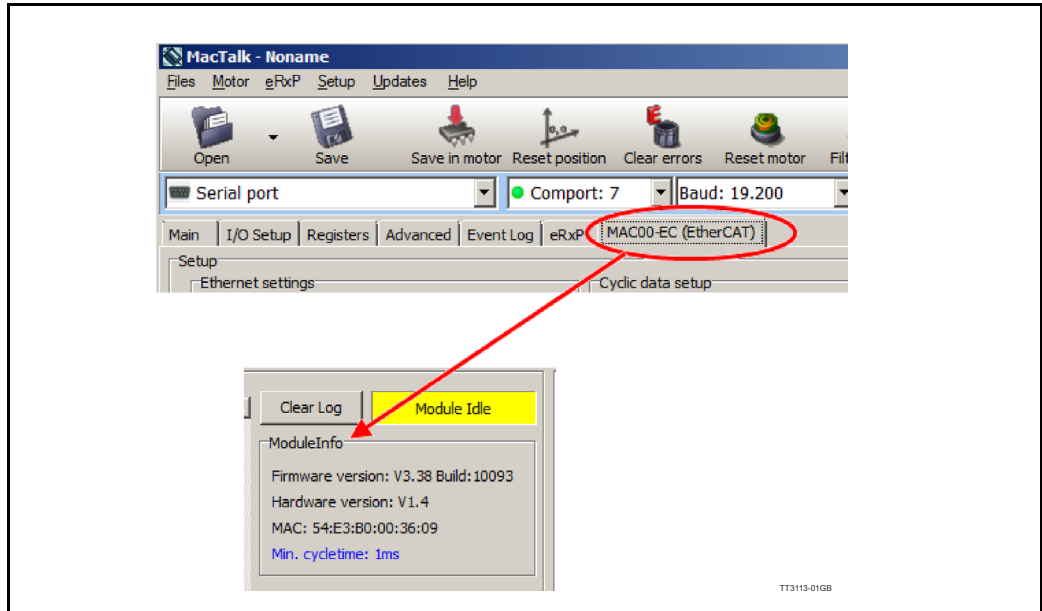 MacTalk - Noname
Files Motor eRxP Setup Updates Help
Open Save Save in motor Reset position Clear errors Reset motor
Serial port Comport: 7 Baud: 19.200
Main I/O Setup Registers Advanced Event Log eRxP MAC00-EC (EtherCAT)
Setup
Ethernet settings Cyclic data setup
Clear Log Module Idle
ModuleInfo
Firmware version: V3.38 Build:10093
Hardware version: V1.4
MAC: 54:E3:B0:00:36:09
Min. cycletime: 1ms
TT3113-01GB